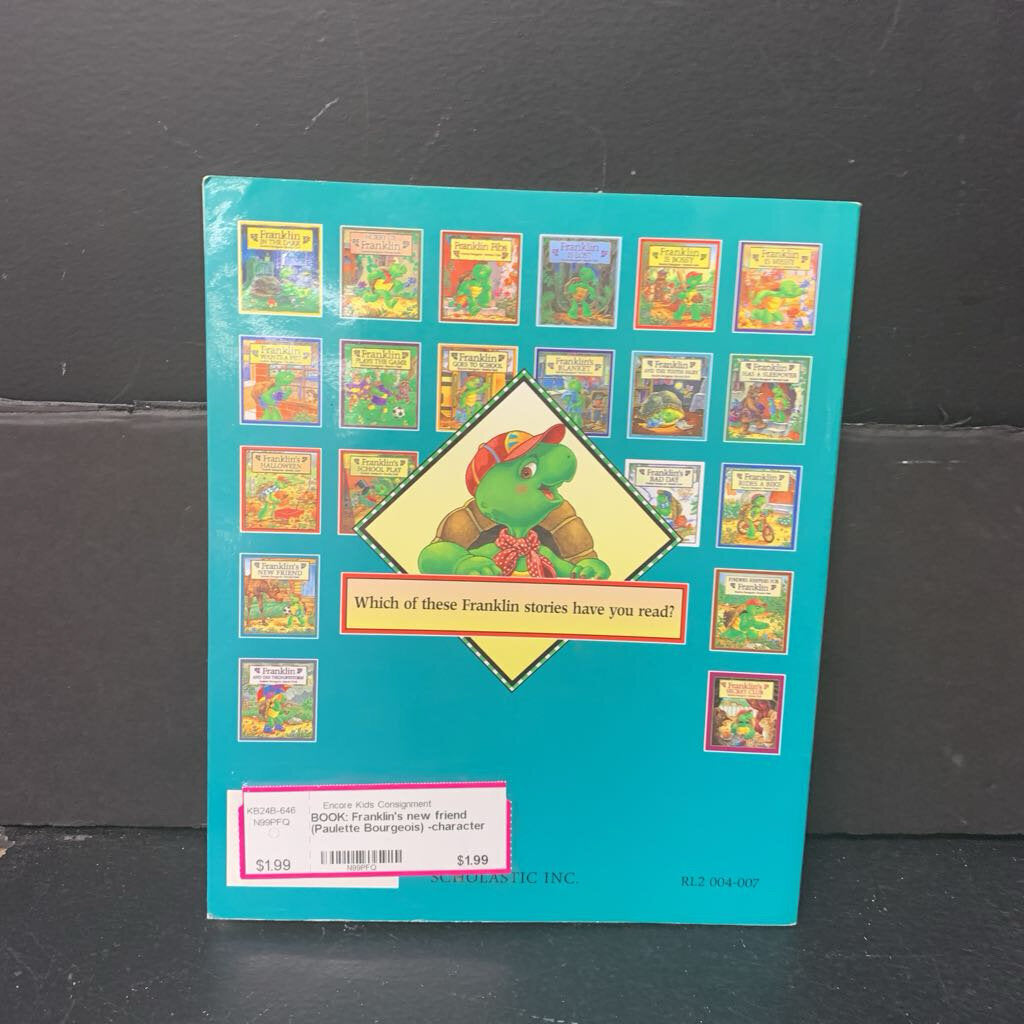 Franklin
IN THE DARK
HURRY UP,
Franklin
Franklin Fibs
Franklin
IS LOST
Franklin
IS BOSSY
Franklin
IS MESSY
Franklin
WANTS A PET
Franklin
PLAYS THE GAME
Franklin
GOES TO SCHOOL
Franklin's
BLANKET
Franklin
AND THE TOOTH FAIRY
Franklin
HAS A SLEEPOVER
Franklin's
HALLOWEEN
Franklin's
SCHOOL PLAY
Franklin's
BAD DAY
Franklin
RIDES A BIKE
Franklin's
NEW FRIEND
FINDERS KEEPERS FOR
Franklin
Which of these Franklin stories have you read?
Franklin
AND THE THUNDERSTORM
Franklin's
SECRET CLUB
KB24B-646
N99PFQ
$1.99
Encore Kids Consignment
BOOK: Franklin's new friend
(Paulette Bourgeois) -character
N99PFQ
$1.99
SCHOLASTIC INC.
RL2 004-007